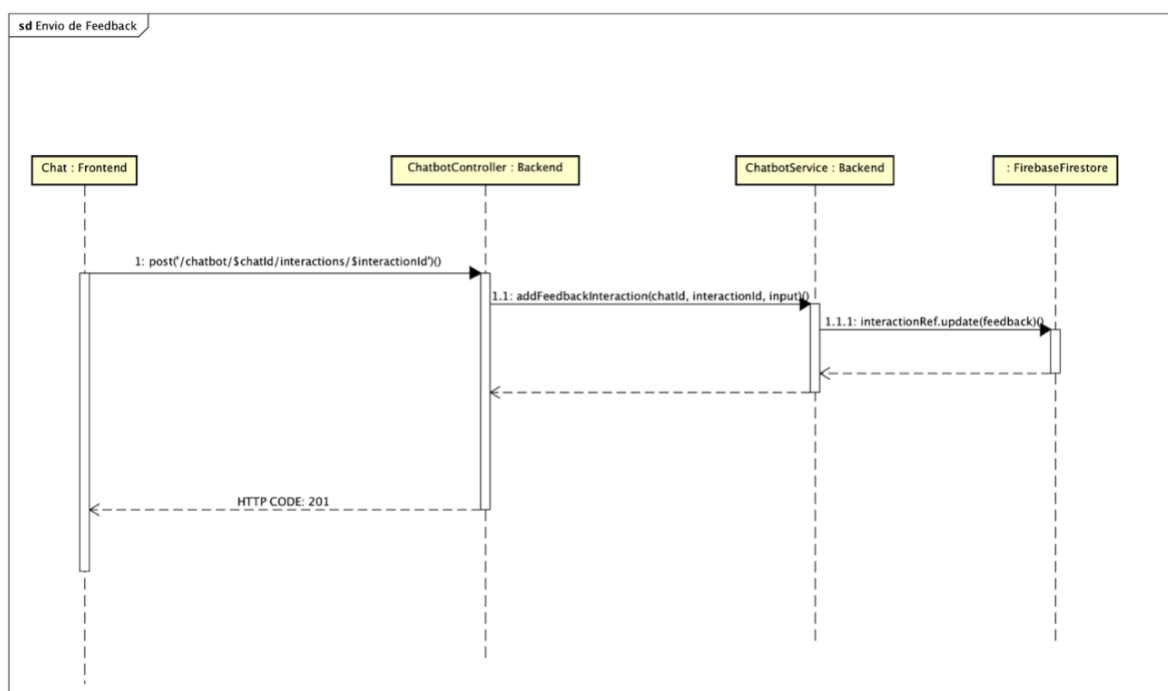 sd Envio de Feedback
Chat : Frontend
ChatbotController : Backend
ChatbotService : Backend
: FirebaseFirestore
1: post('/chatbot/$chatId/interactions/$interactionId')()
1.1: addFeedbackInteraction(chatId, interactionId, input)()
1.1.1: interactionRef.update(feedback)()
HTTP CODE: 201